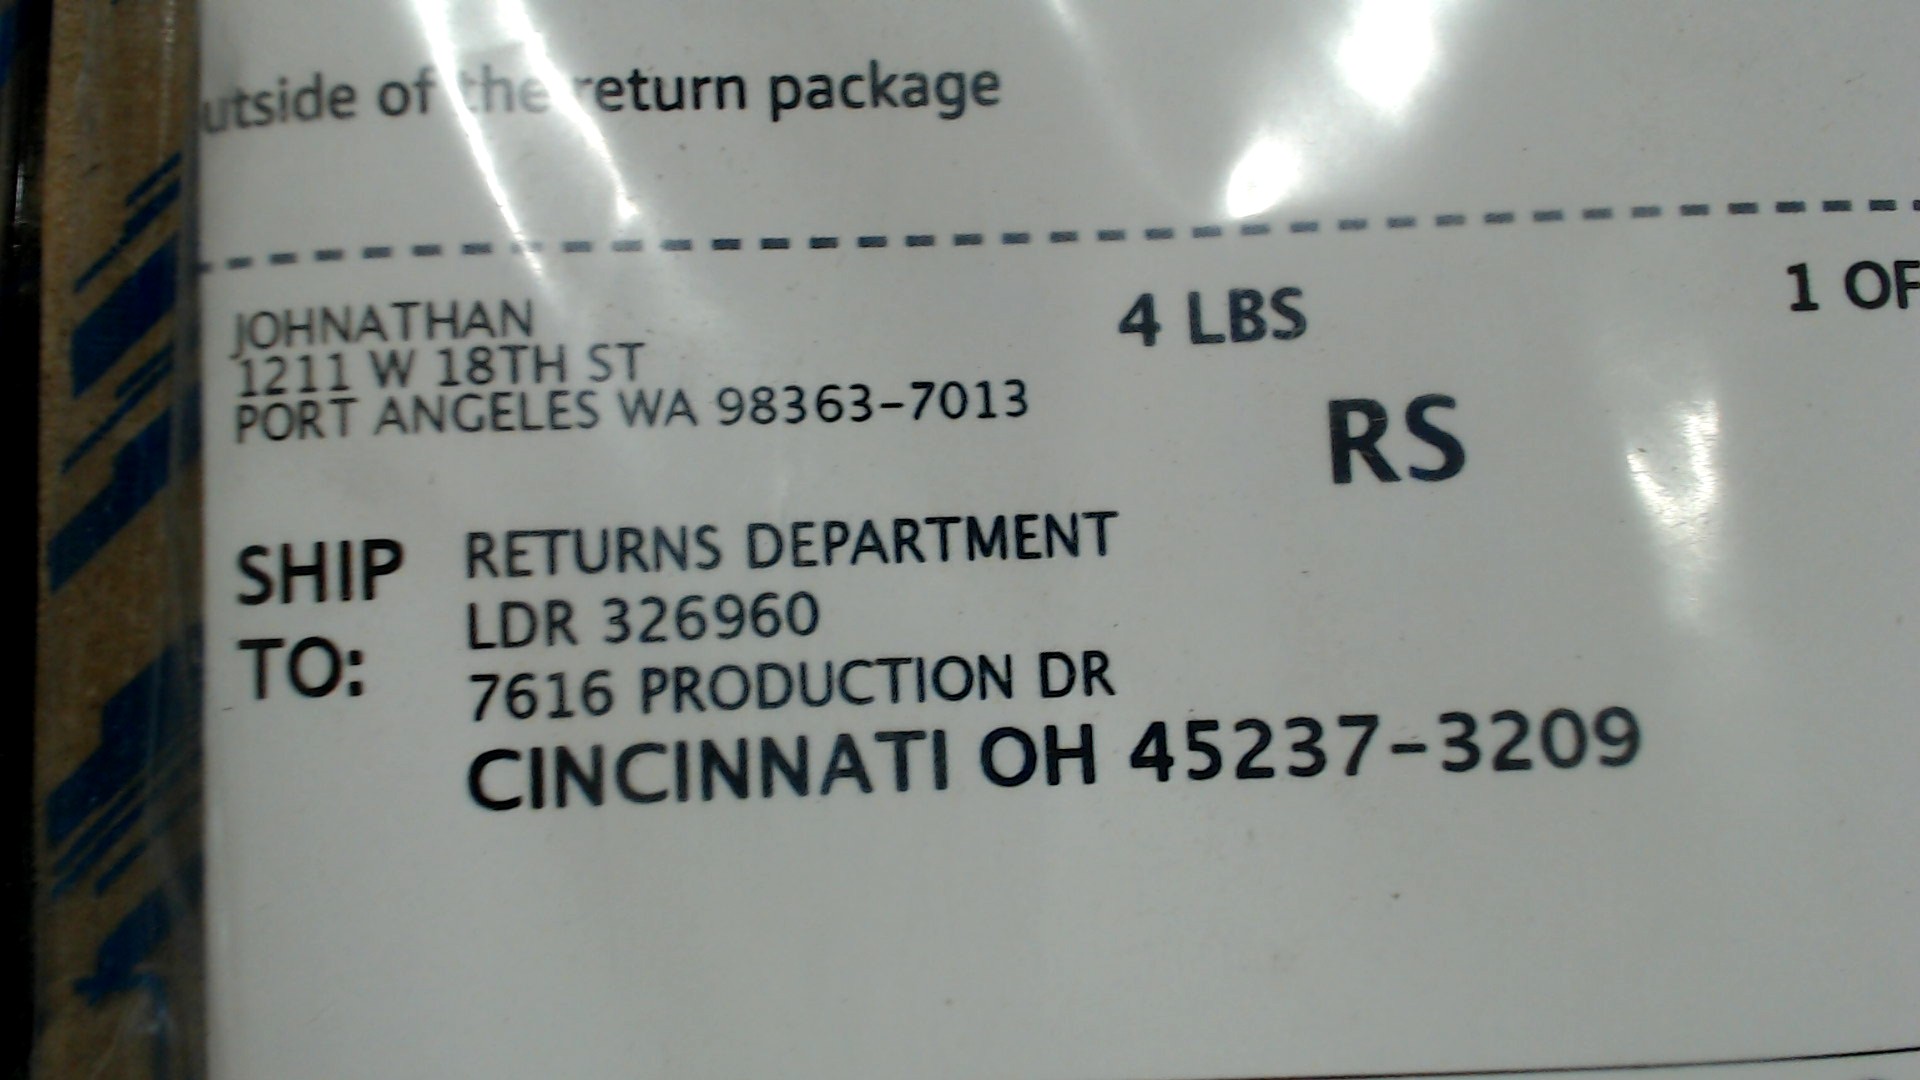 utside of the return package
JOHNATHAN
1211 W 18TH ST
PORT ANGELES WA 98363-7013
4 LBS
1 OF
RS
SHIP TO:
RETURNS DEPARTMENT
LDR 326960
7616 PRODUCTION DR
CINCINNATI OH 45237-3209